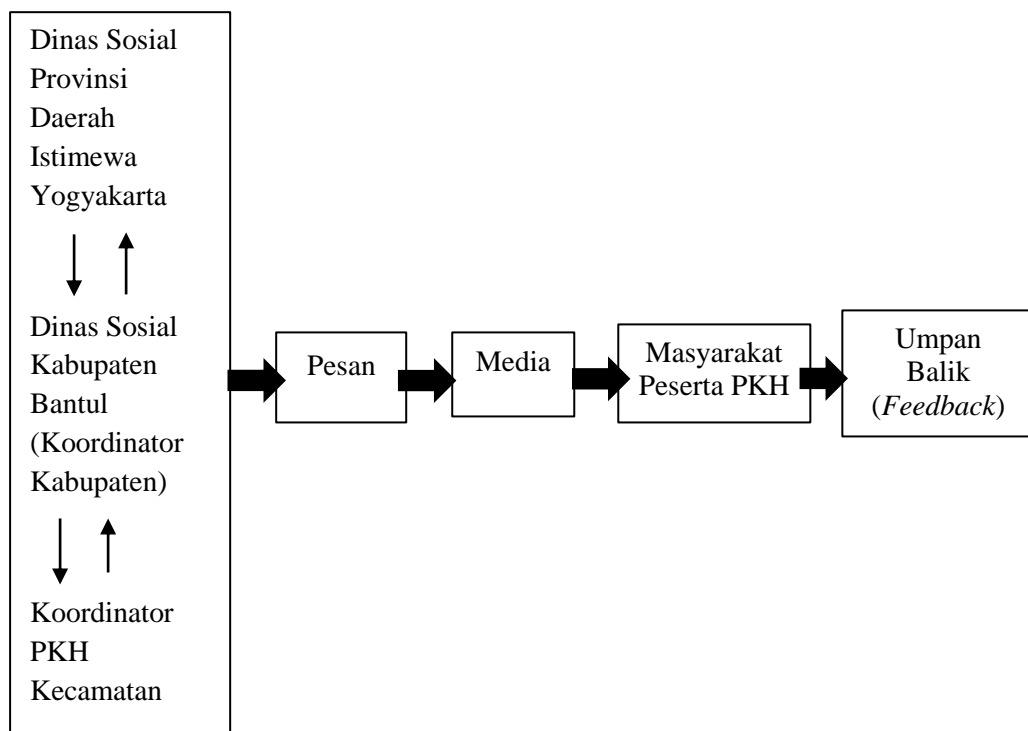 Dinas Sosial
Provinsi
Daerah
Istimewa
Yogyakarta
Dinas Sosial
Kabupaten
Bantul
(Koordinator
Kabupaten)
Koordinator
PKH
Kecamatan
Pesan
Media
Masyarakat
Peserta PKH
Umpan
Balik
(Feedback)